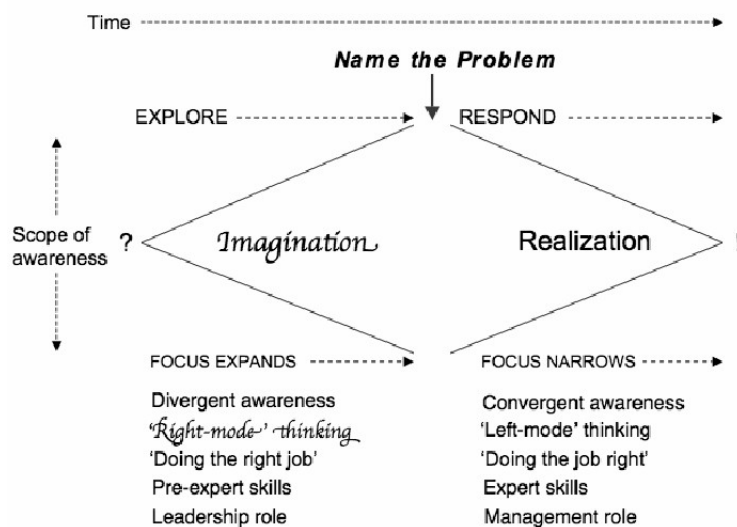 Time
Name the Problem
EXPLORE
RESPOND
Scope of
awareness
?
Imagination
Realization
FOCUS EXPANDS
FOCUS NARROWS
Divergent awareness
'Right-mode' thinking
'Doing the right job'
Pre-expert skills
Leadership role
Convergent awareness
'Left-mode' thinking
'Doing the job right'
Expert skills
Management role